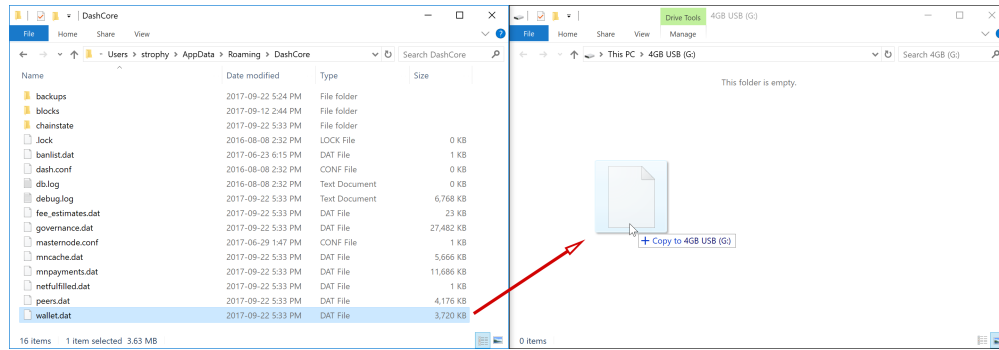 DashCore
File Home Share View
Users > strophy > AppData > Roaming > DashCore
Search DashCore
Name Date modified Type Size
backups 2017-09-22 5:24 PM File folder
blocks 2017-09-12 2:44 PM File folder
chainstate 2017-09-22 5:33 PM File folder
.lock 2016-08-08 2:32 PM LOCK File 0 KB
banlist.dat 2017-06-23 6:15 PM DAT File 1 KB
dash.conf 2016-08-08 2:32 PM CONF File 0 KB
db.log 2016-08-08 2:32 PM Text Document 0 KB
debug.log 2017-09-22 5:33 PM Text Document 6,768 KB
fee_estimates.dat 2017-09-22 5:33 PM DAT File 23 KB
governance.dat 2017-09-22 5:33 PM DAT File 27,482 KB
masternode.conf 2017-06-29 1:47 PM CONF File 1 KB
mncache.dat 2017-09-22 5:33 PM DAT File 5,666 KB
mnpayments.dat 2017-09-22 5:33 PM DAT File 11,686 KB
netfulfilled.dat 2017-09-22 5:33 PM DAT File 1 KB
peers.dat 2017-09-22 5:33 PM DAT File 4,176 KB
wallet.dat 2017-09-22 5:33 PM DAT File 3,720 KB
16 items 1 item selected 3.63 MB
Drive Tools 4GB USB (G:)
File Home Share View Manage
> This PC > 4GB USB (G:)
Search 4GB (G:)
This folder is empty.
+ Copy to 4GB USB (G:)
0 items